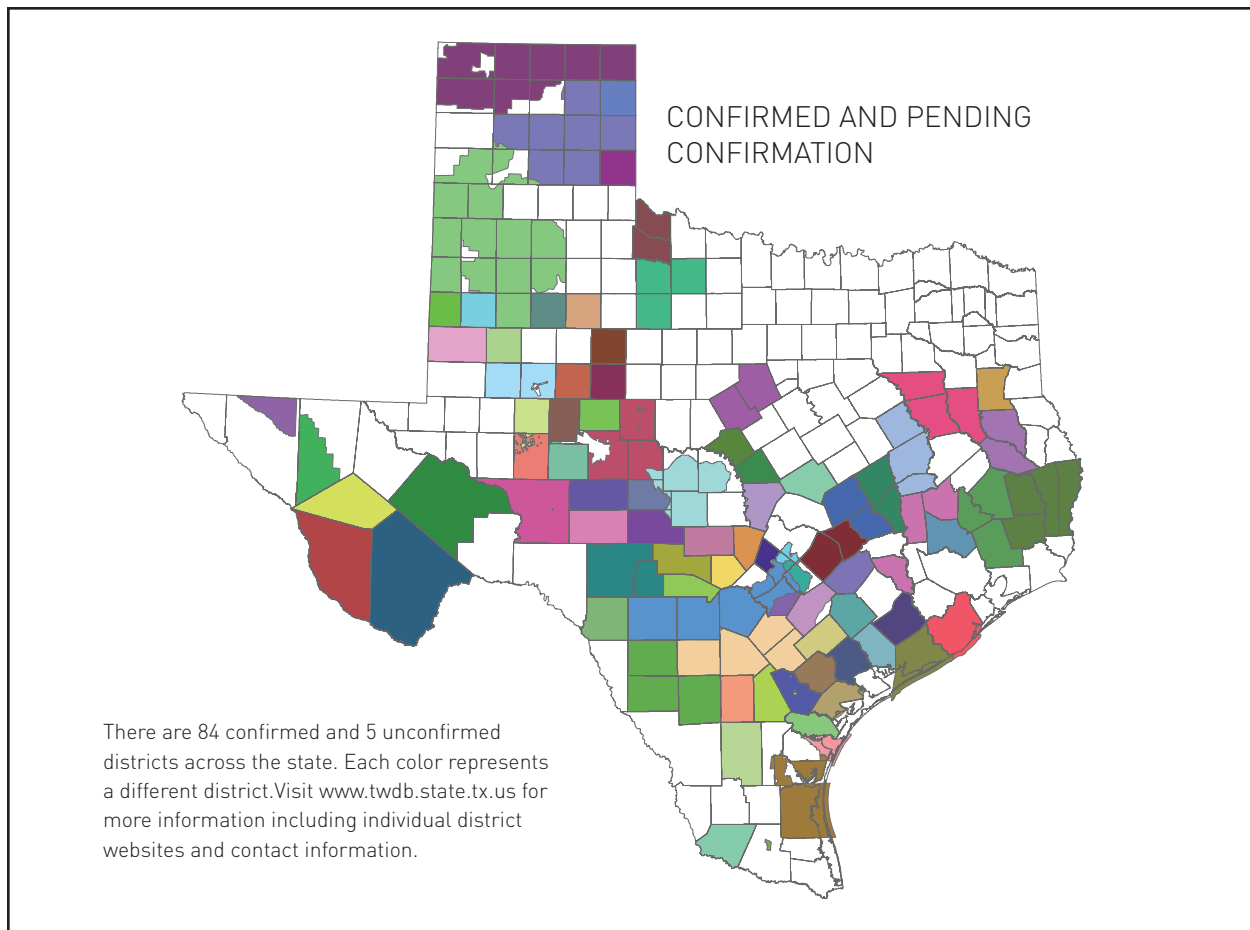 CONFIRMED AND PENDING
CONFIRMATION
There are 84 confirmed and 5 unconfirmed
districts across the state. Each color represents
a different district.Visit www.twdb.state.tx.us for
more information including individual district
websites and contact information.